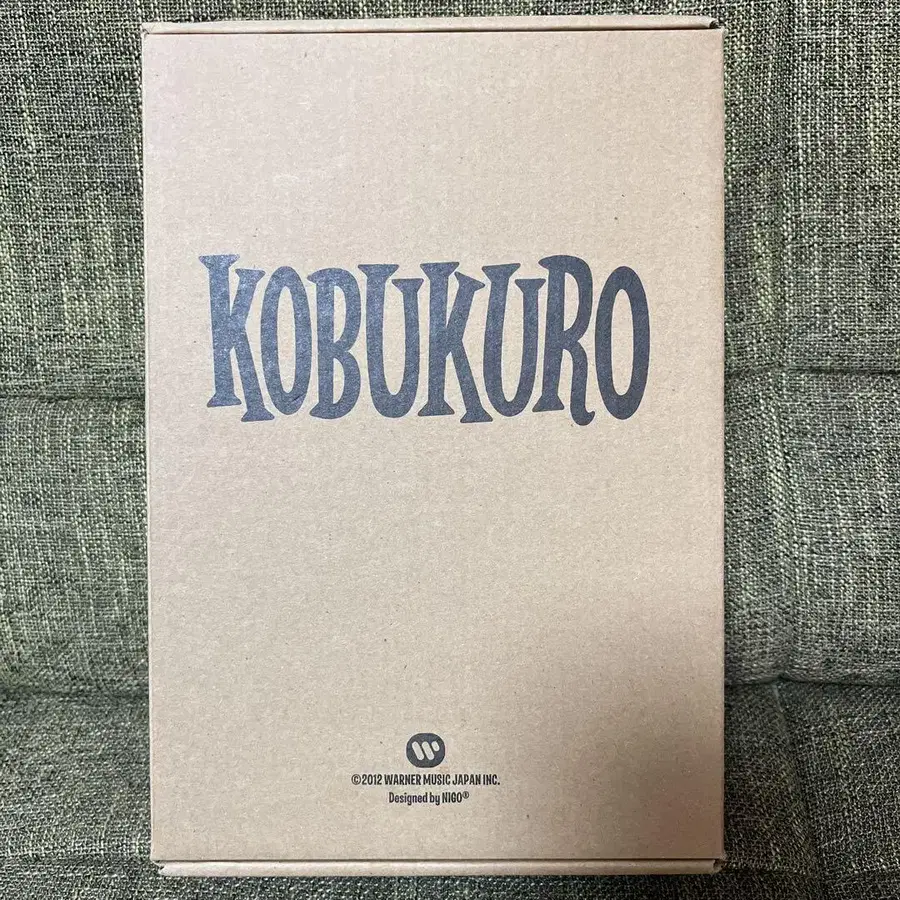 KOBUKURO
©2012 WARNER MUSIC JAPAN INC.
Designed by NIGO®